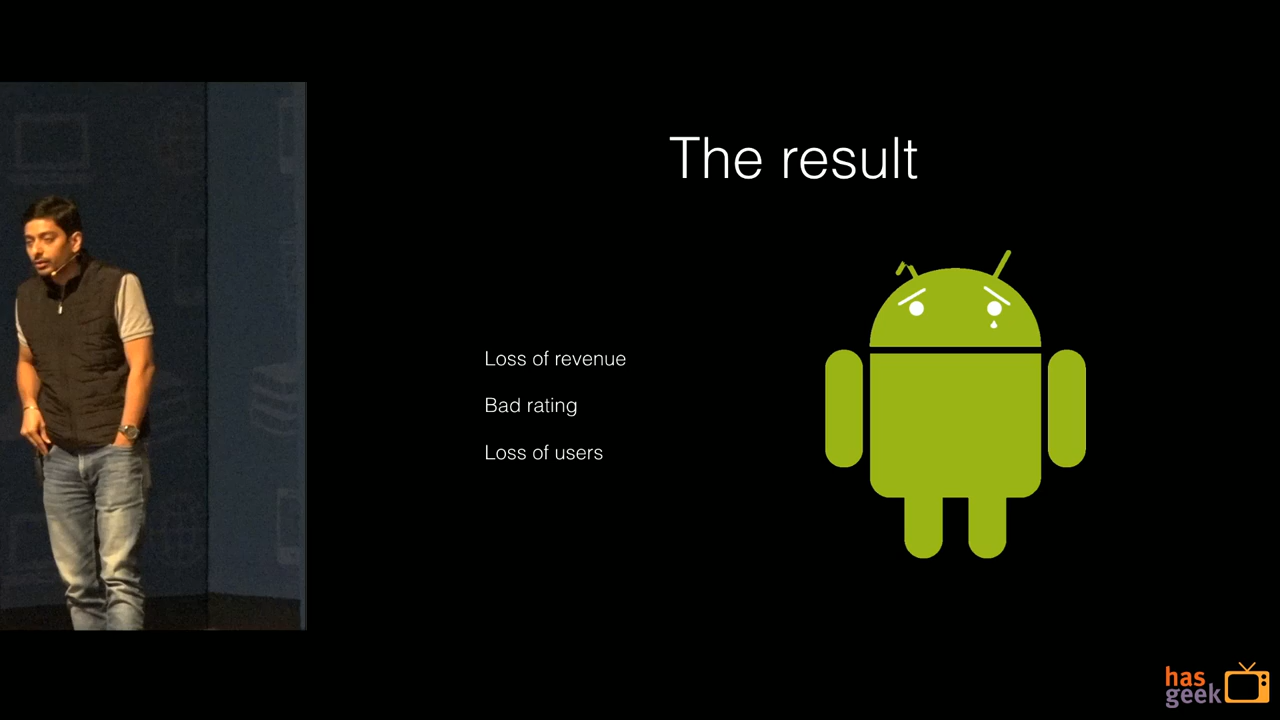 The result
Loss of revenue
Bad rating
Loss of users
has
geek